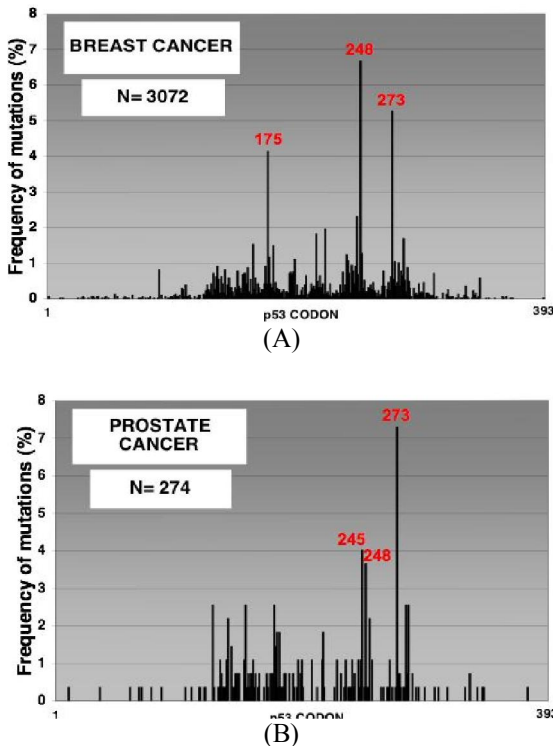 8
BREAST CANCER
248
7
N= 3072
6
273
5
175
4
3
2
1
0
Frequency of mutations (%)
1
p53 CODON
393
(A)
8
PROSTATE
CANCER
273
7
N= 274
6
5
245
4
248
3
2
1
0
Frequency of mutations (%)
1
p53 CODON
393
(B)